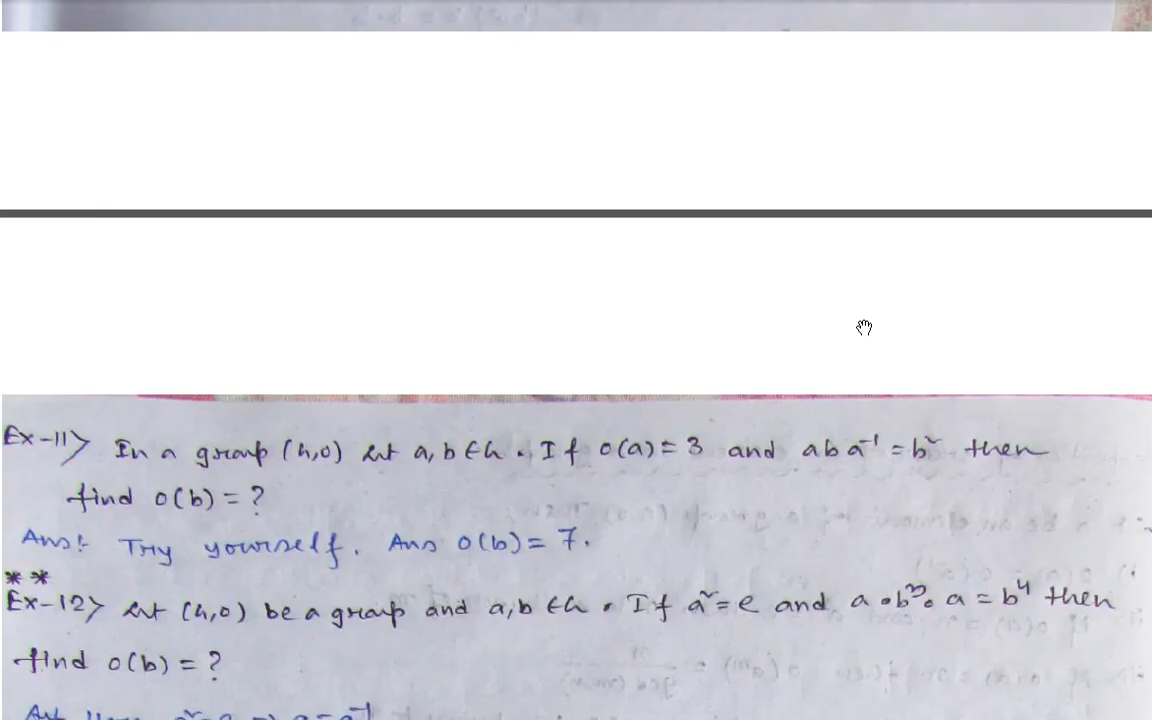 Ex-11> In a group (G,o) let a,b ∈ G. If o(a)=3 and aba⁻¹=b² then
find o(b)=?
Ans:- Try yourself. Ans o(b)=7.
**
Ex-12> Let (G,o) be a group and a,b ∈ G. If a²=e and a∘b³∘a=b⁴ then
find o(b)=?